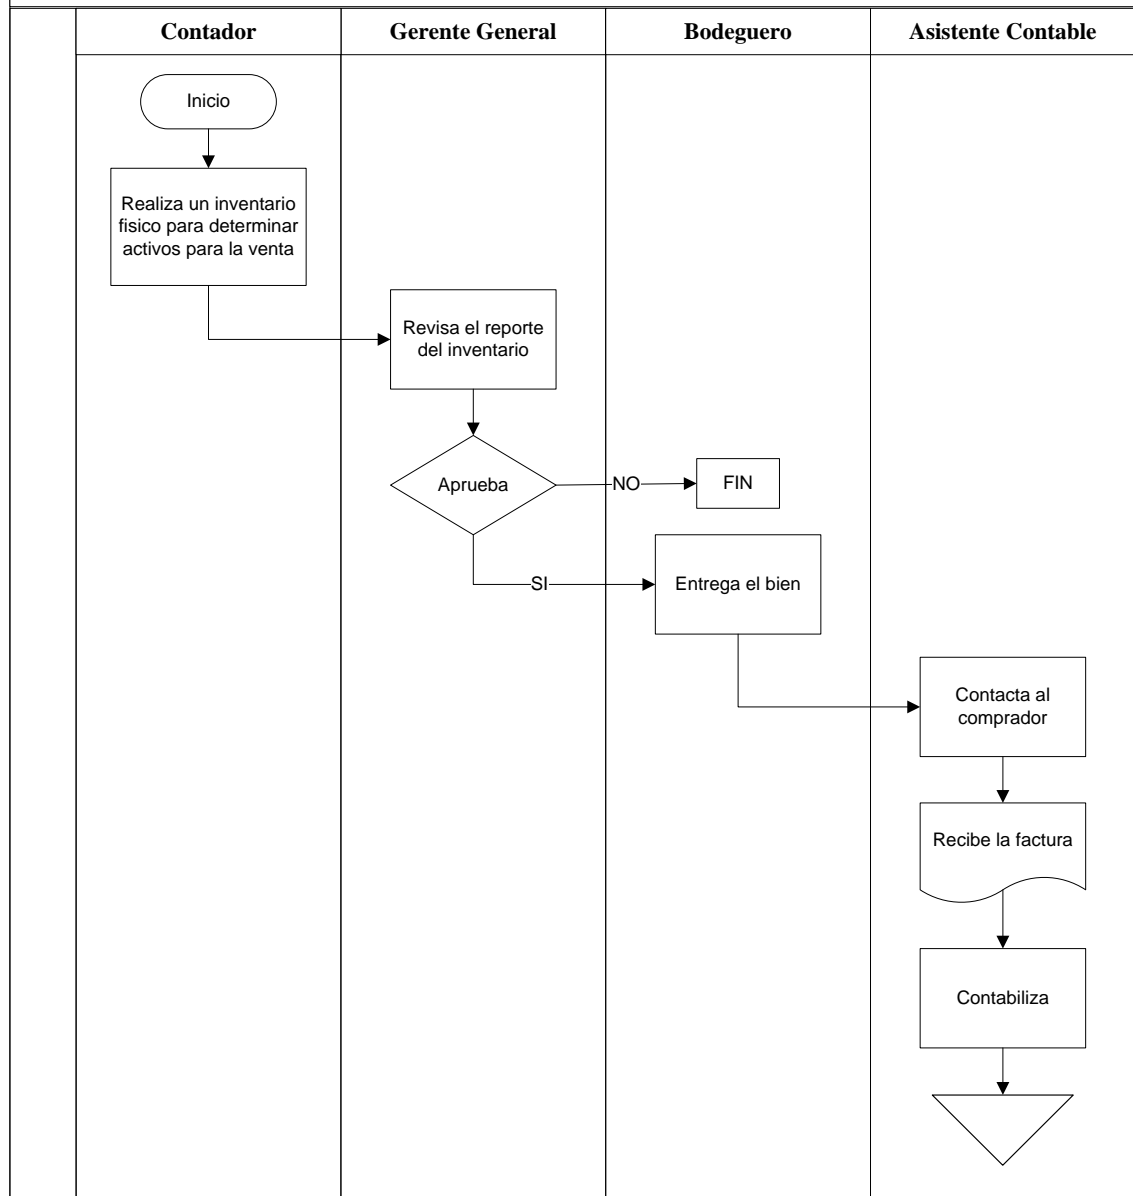 Contador
Gerente General
Bodeguero
Asistente Contable
Inicio
Realiza un inventario
fisico para determinar
activos para la venta
Revisa el reporte
del inventario
Aprueba
NO
FIN
SI
Entrega el bien
Contacta al
comprador
Recibe la factura
Contabiliza